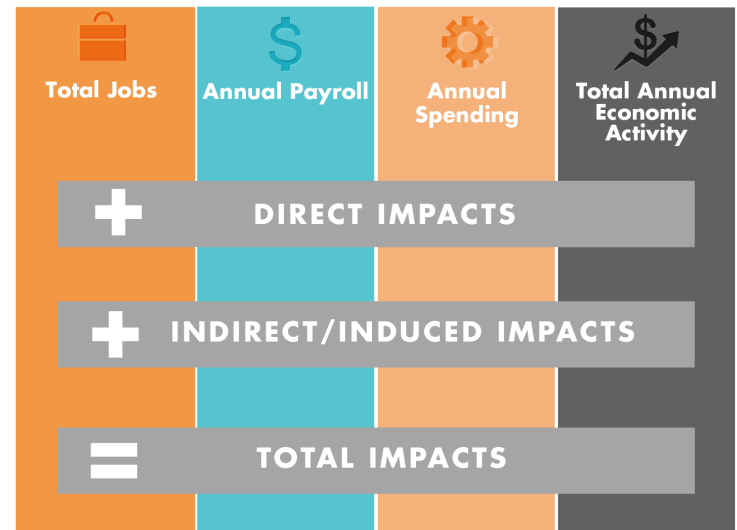 Total Jobs
Annual Payroll
Annual
Spending
Total Annual
Economic
Activity
+ DIRECT IMPACTS
+ INDIRECT/INDUCED IMPACTS
= TOTAL IMPACTS